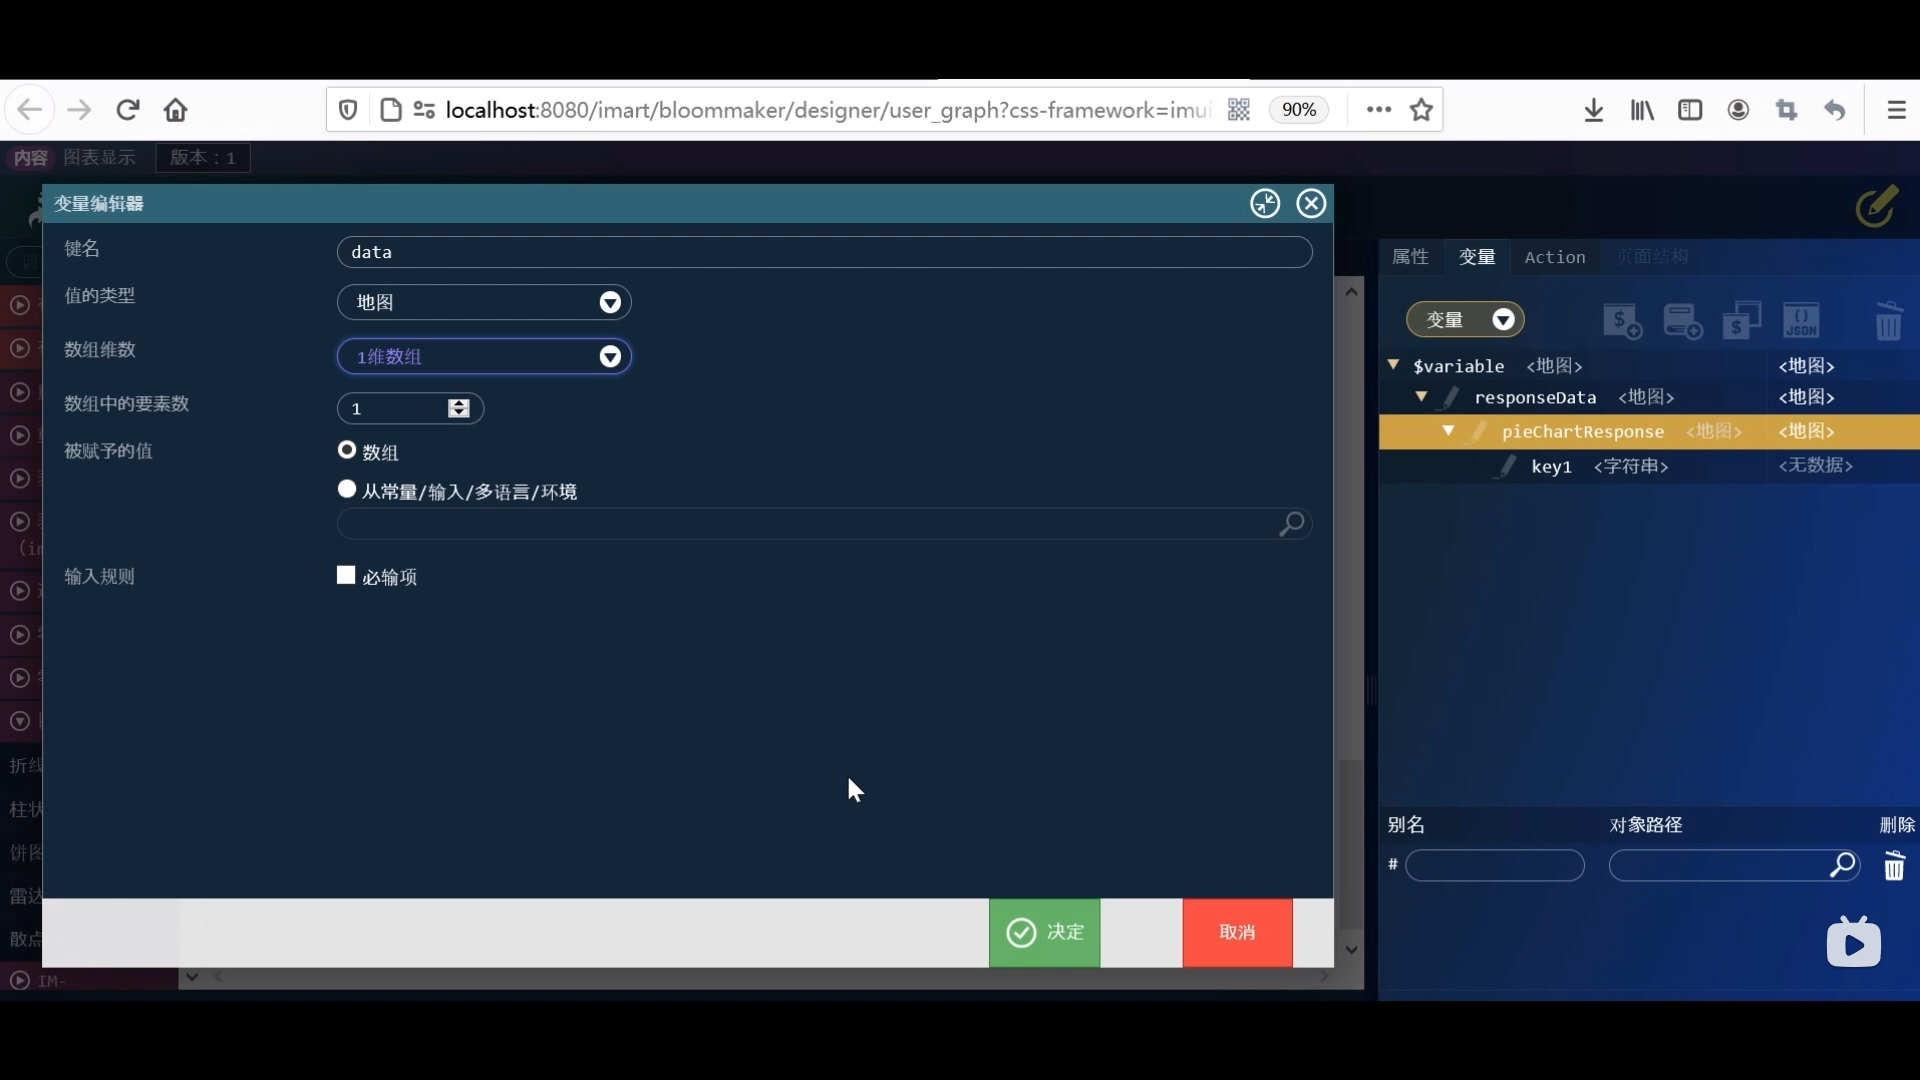 localhost:8080/imart/bloommaker/designer/user_graph?css-framework=imui
90%
内容 图表显示 版本：1
变量编辑器
键名 data
值的类型 地图
数组维数 1维数组
数组中的要素数 1
被赋予的值 数组
从常量/输入/多语言/环境
输入规则 必输项
决定 取消
折线
柱状
饼图
雷达
散点
IM-
属性 变量 Action 页面结构
变量
JSON
$variable <地图> <地图>
responseData <地图> <地图>
pieChartResponse <地图> <地图>
key1 <字符串> <无数据>
别名 对象路径 删除
#